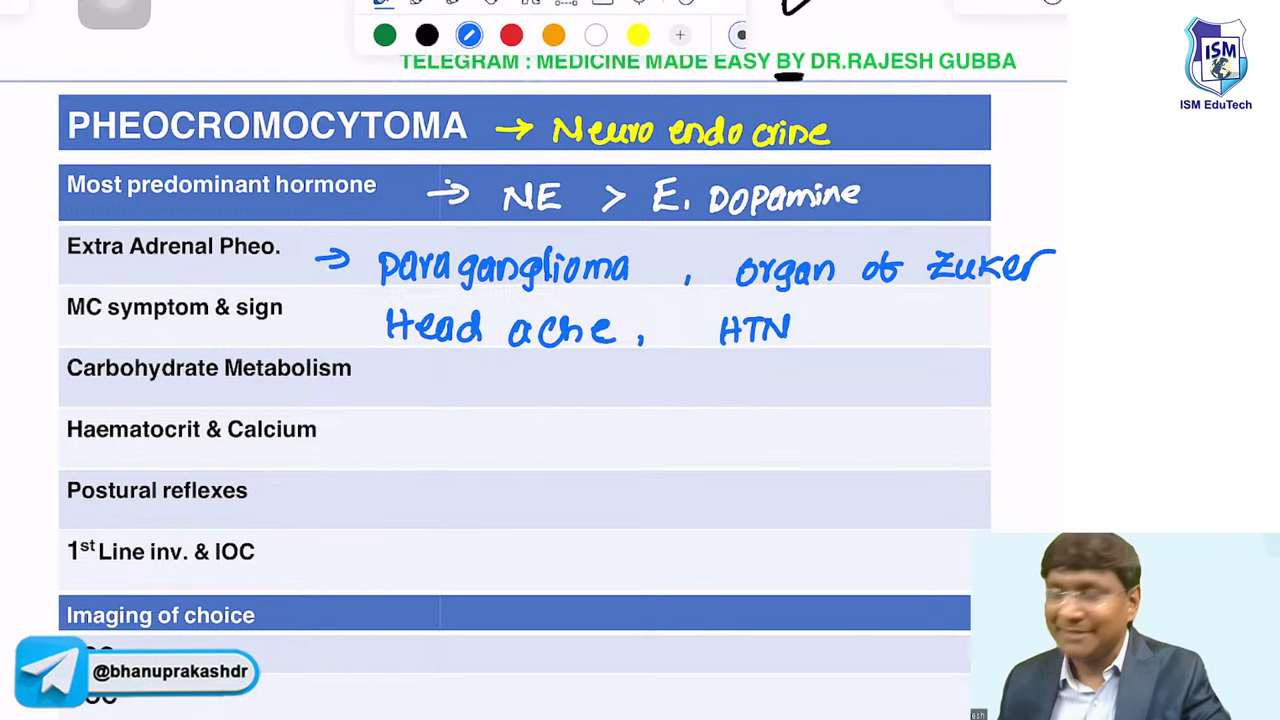 TELEGRAM : MEDICINE MADE EASY BY DR.RAJESH GUBBA
ISM
ISM EduTech
PHEOCROMOCYTOMA → Neuro endo crine
Most predominant hormone → NE > E. Dopamine
Extra Adrenal Pheo. → para ganglioma , organ of Zuker
MC symptom & sign Head ache, HTN
Carbohydrate Metabolism
Haematocrit & Calcium
Postural reflexes
1st Line inv. & IOC
Imaging of choice
@bhanuprakashdr